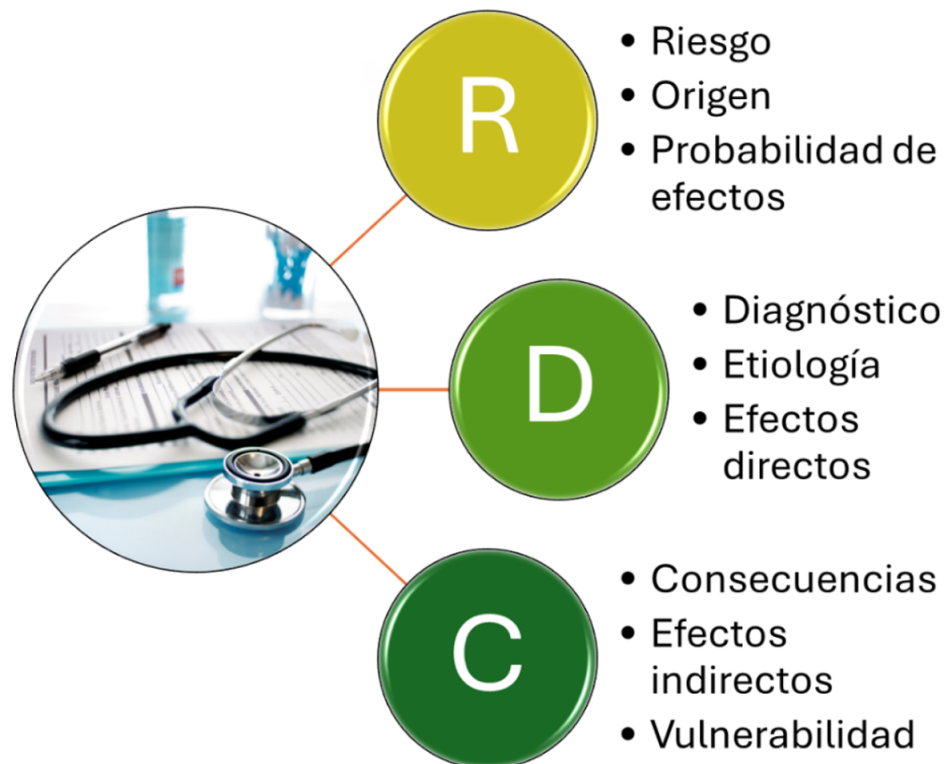 R
• Riesgo
• Origen
• Probabilidad de
efectos
D
• Diagnóstico
• Etiología
• Efectos
directos
C
• Consecuencias
• Efectos
indirectos
• Vulnerabilidad